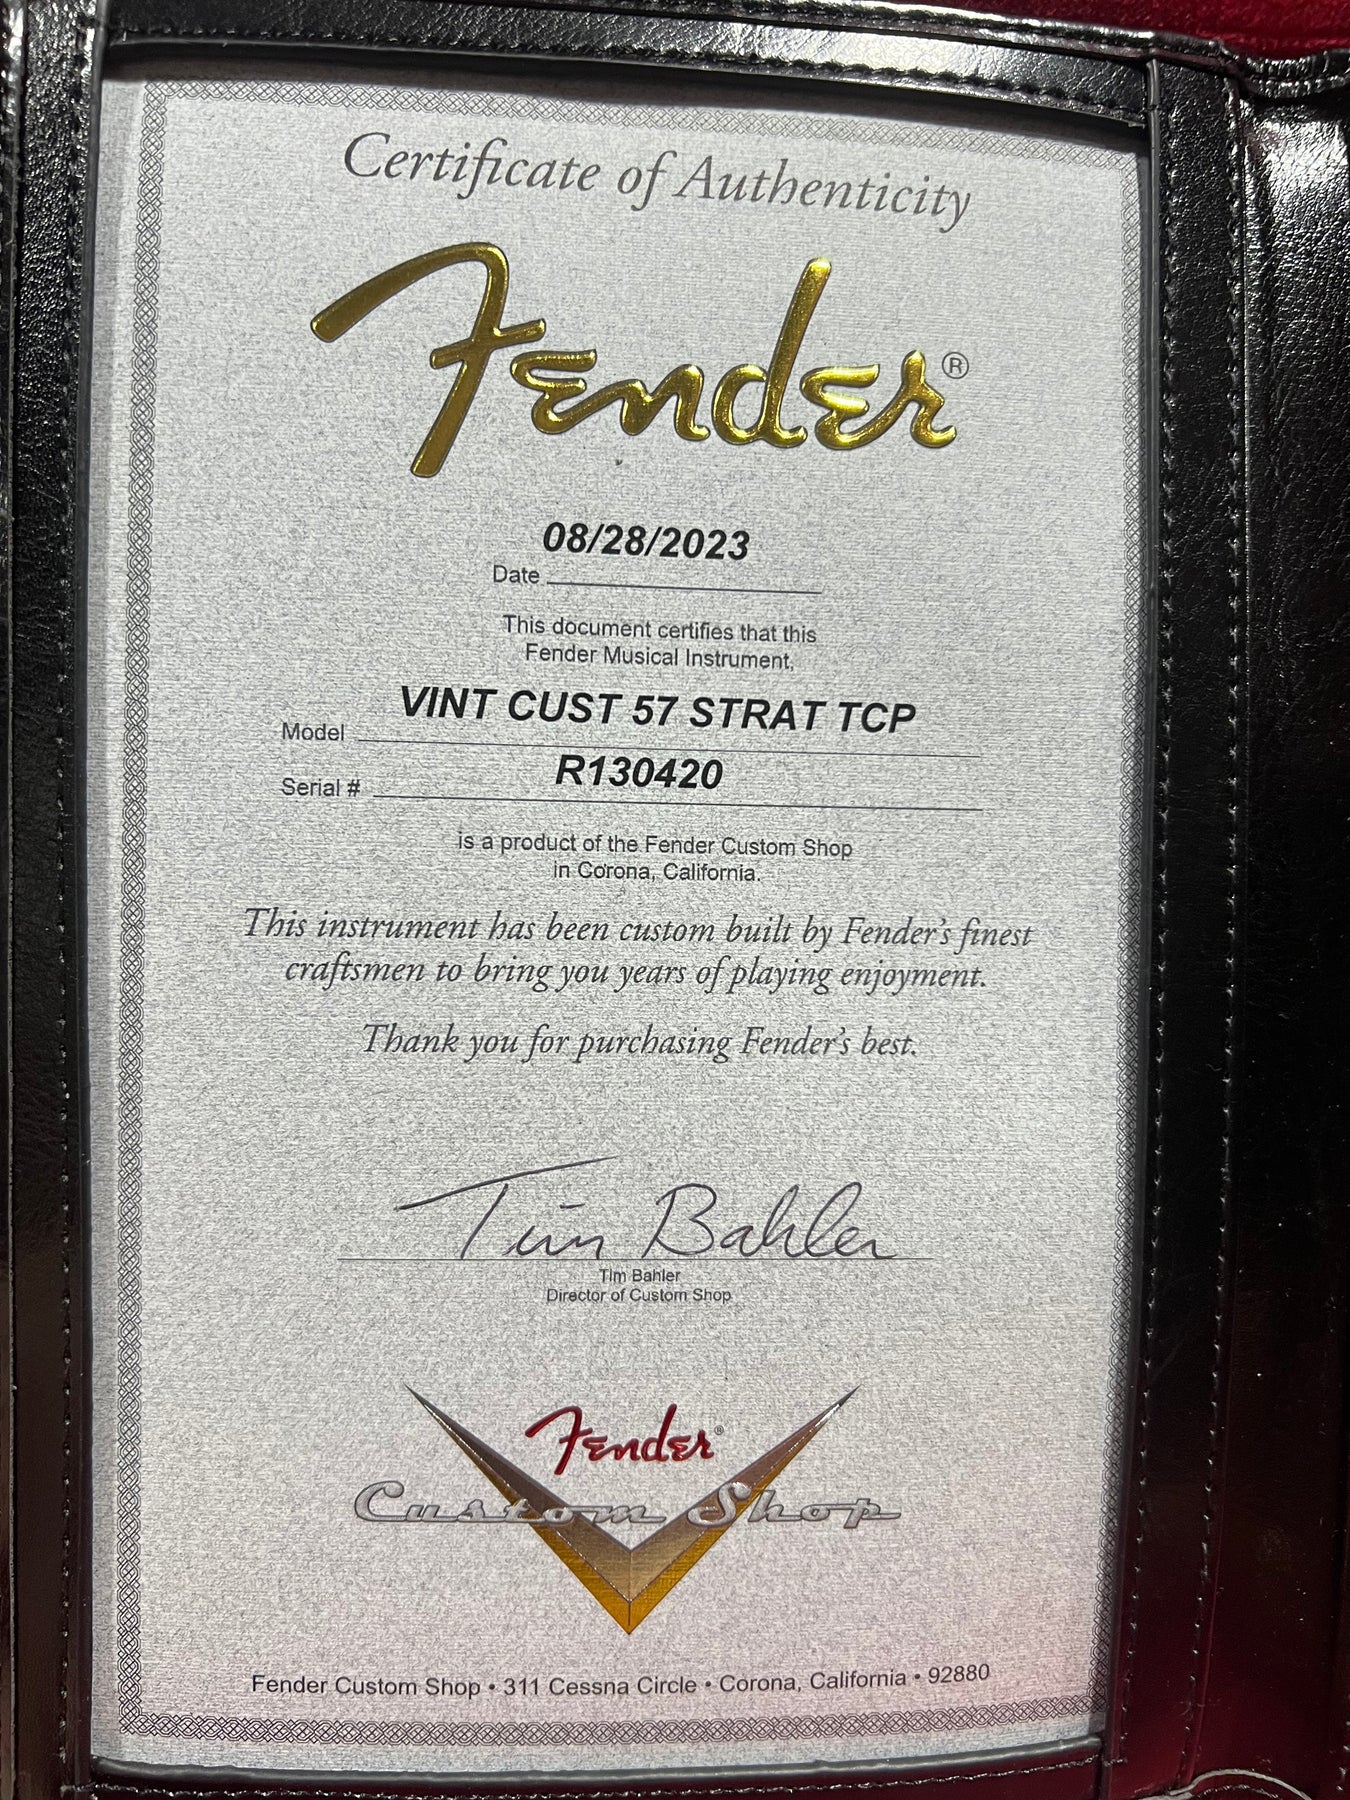 Certificate of Authenticity
Fender®
08/28/2023
Date
This document certifies that this
Fender Musical Instrument,
VINT CUST 57 STRAT TCP
Model
R130420
Serial #
is a product of the Fender Custom Shop
in Corona, California.
This instrument has been custom built by Fender's finest
craftsmen to bring you years of playing enjoyment.
Thank you for purchasing Fender's best.
Tim Bahler
Tim Bahler
Director of Custom Shop
Fender®
Custom Shop
Fender Custom Shop • 311 Cessna Circle • Corona, California • 92880